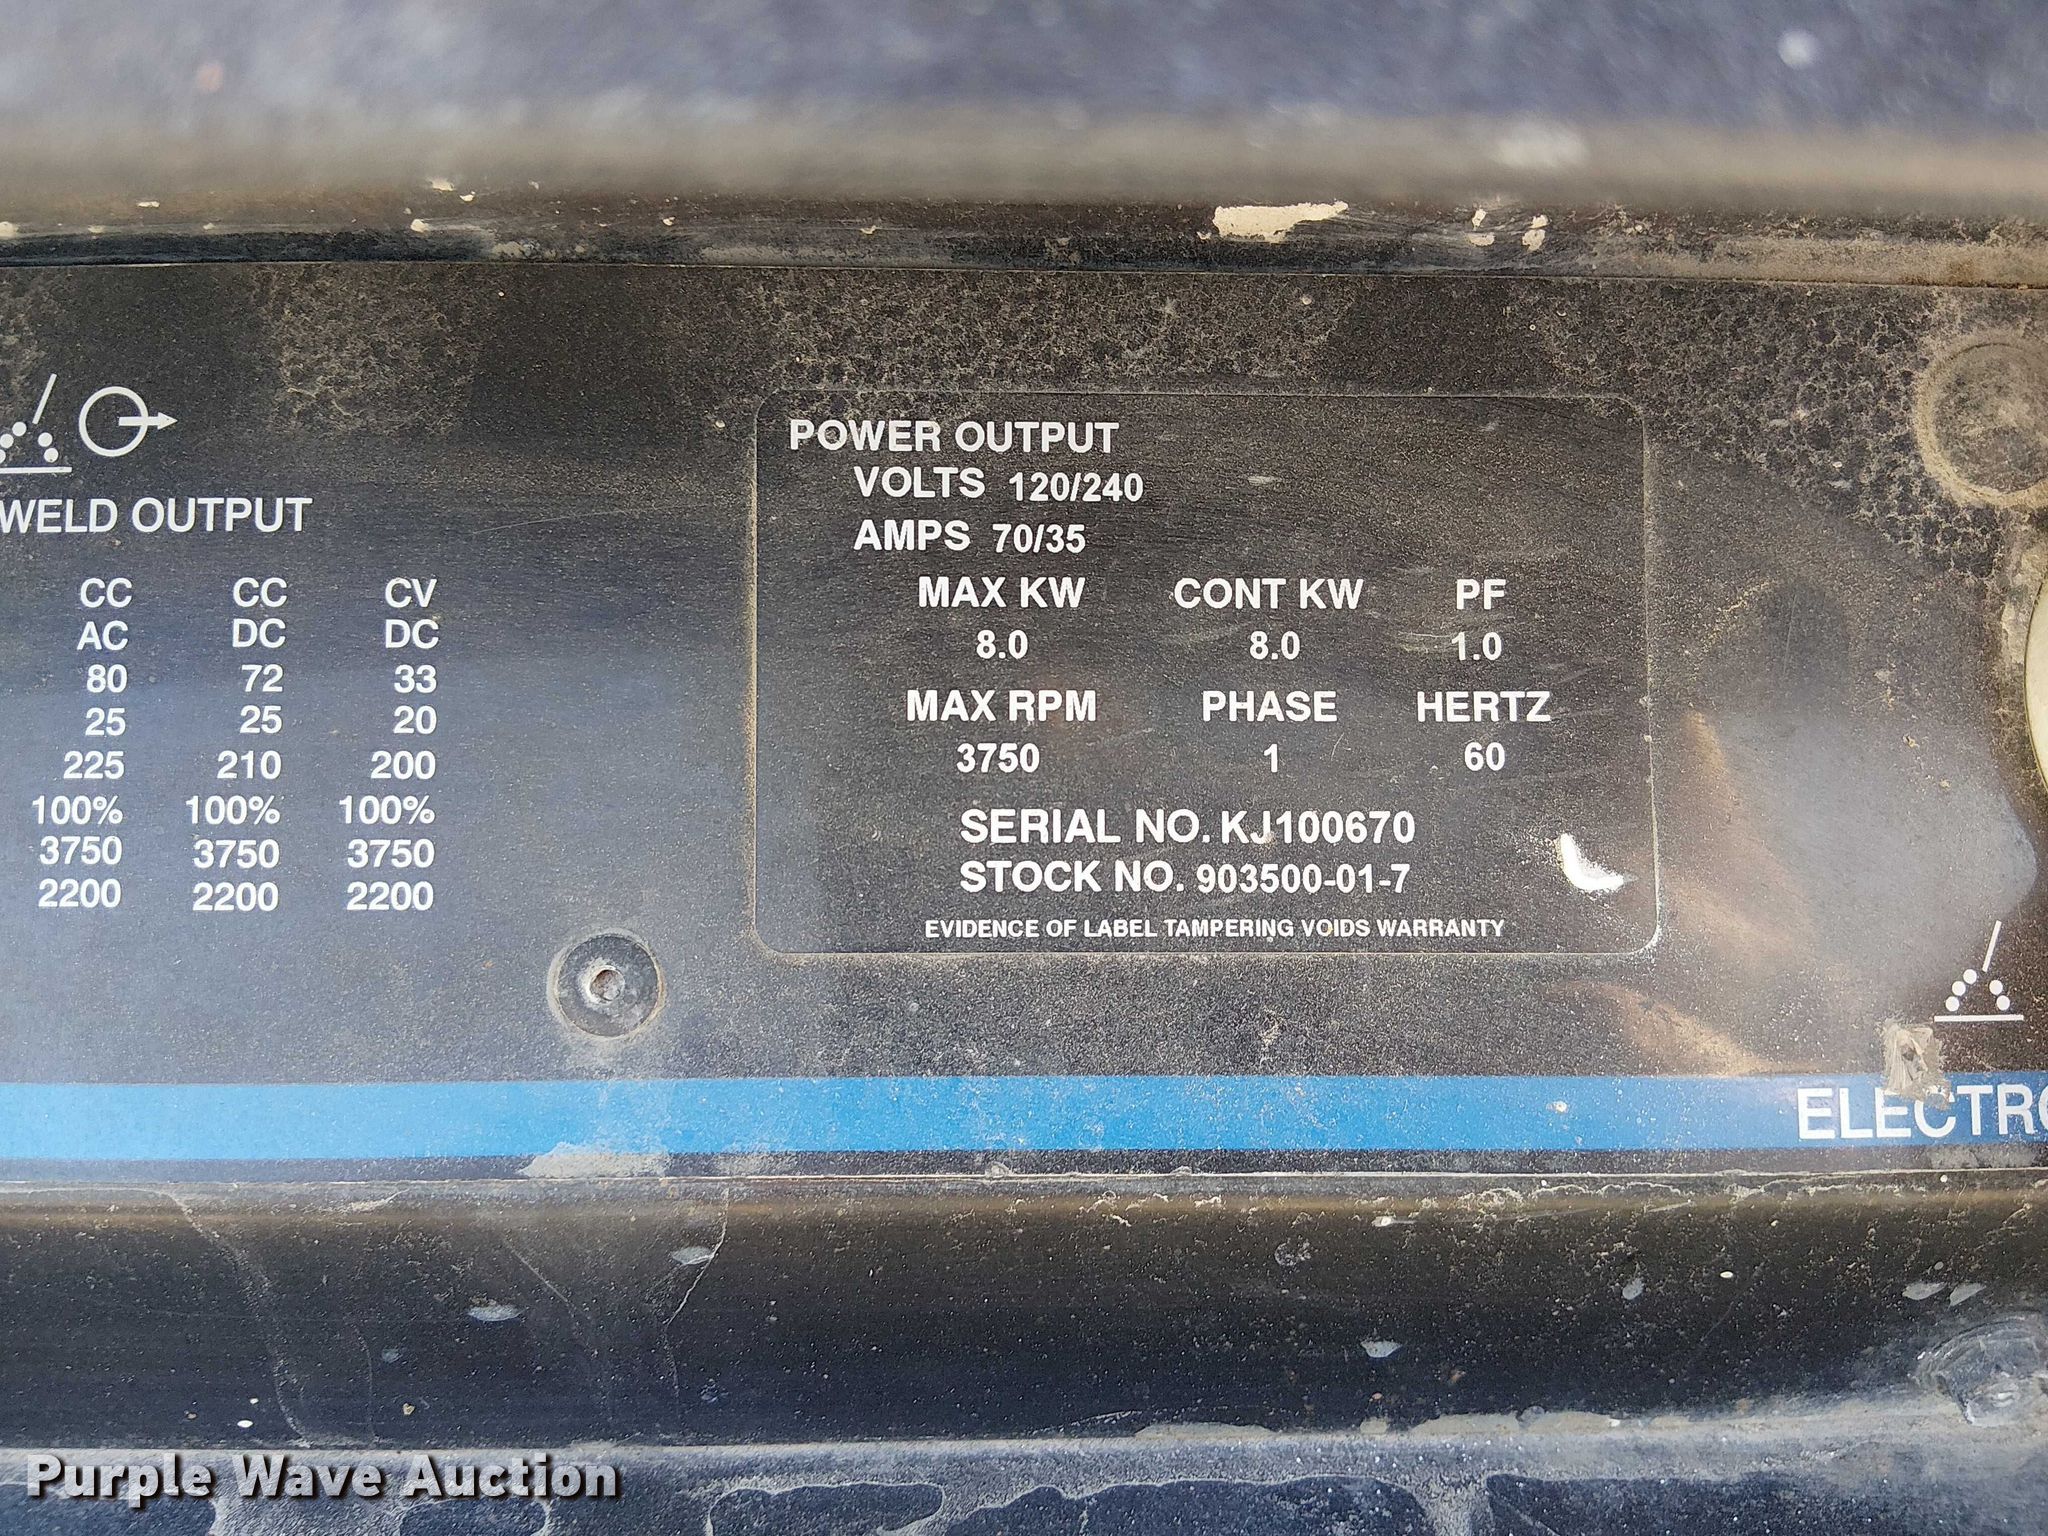 WELD OUTPUT
CC CC CV
AC DC DC
80 72 33
25 25 20
225 210 200
100% 100% 100%
3750 3750 3750
2200 2200 2200
POWER OUTPUT
VOLTS 120/240
AMPS 70/35
MAX KW CONT KW PF
8.0 8.0 1.0
MAX RPM PHASE HERTZ
3750 1 60
SERIAL NO. KJ100670
STOCK NO. 903500-01-7
EVIDENCE OF LABEL TAMPERING VOIDS WARRANTY
Purple Wave Auction